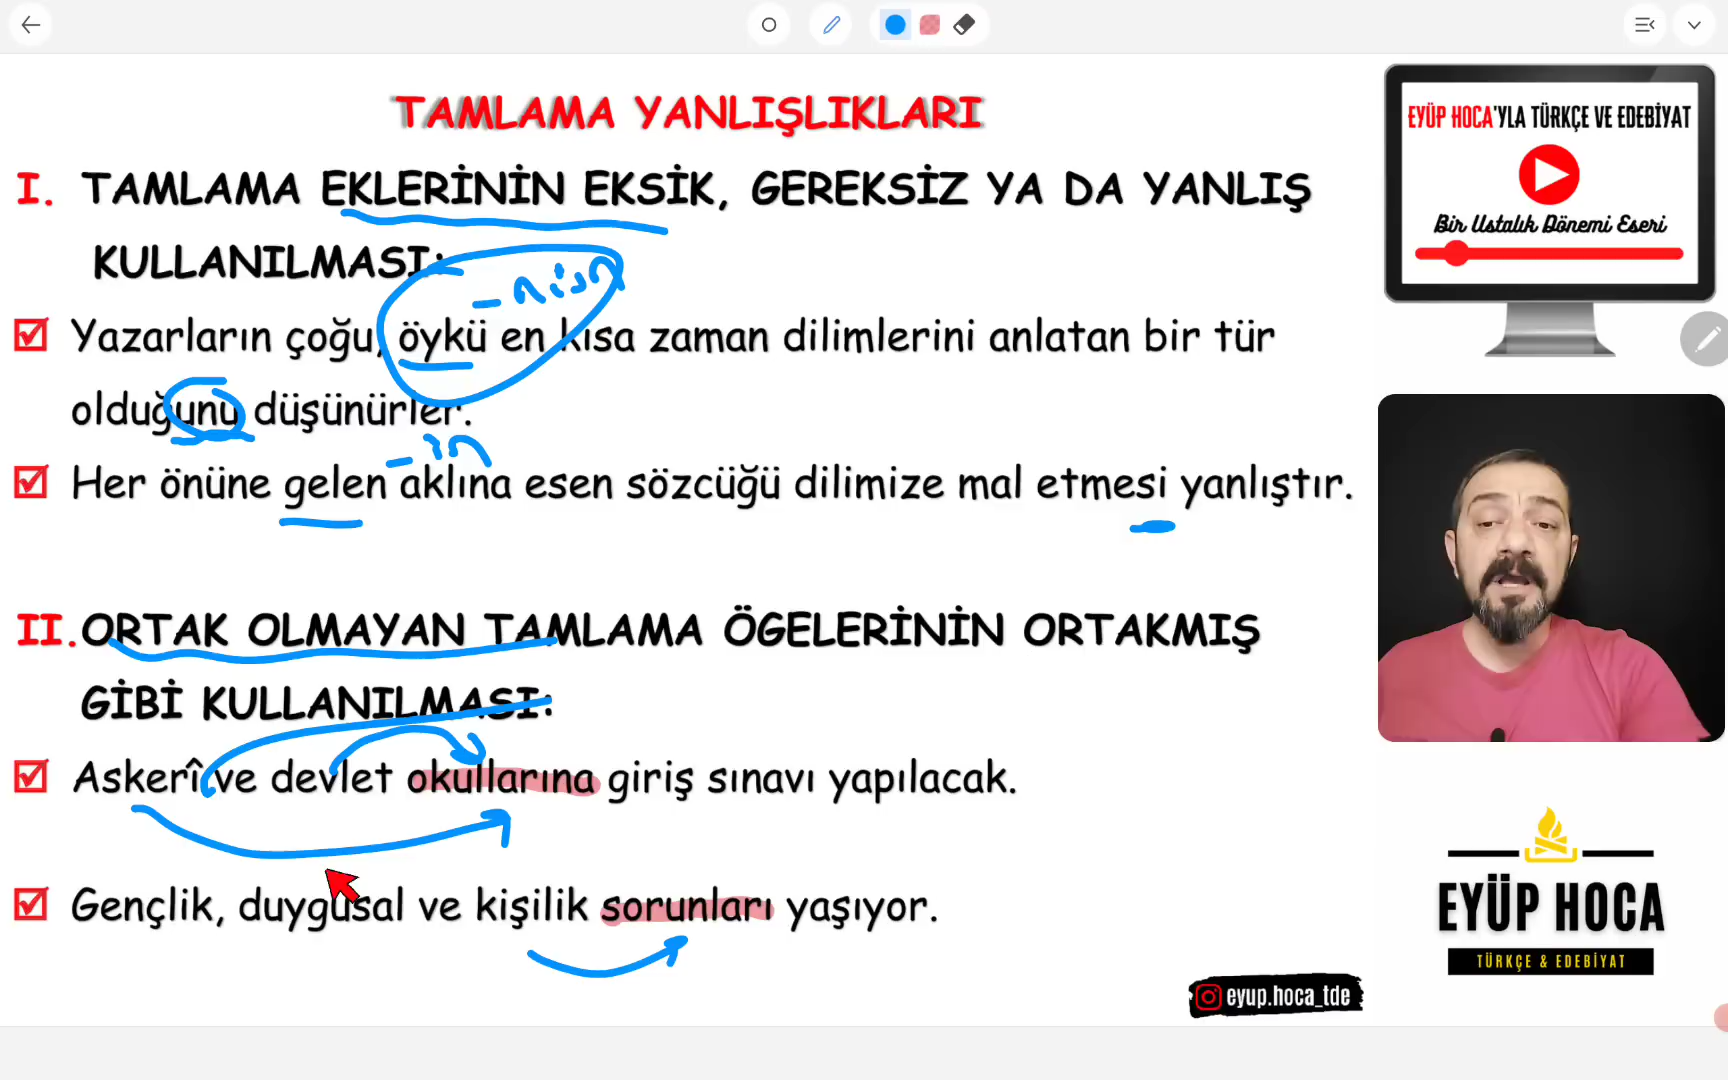 TAMLAMA YANLIŞLIKLARI
I. TAMLAMA EKLERİNİN EKSİK, GEREKSİZ YA DA YANLIŞ
KULLANILMASI:
-nisn
Yazarların çoğu, öykü en kısa zaman dilimlerini anlatan bir tür
olduğunu düşünürler.
-in
Her önüne gelen aklına esen sözcüğü dilimize mal etmesi yanlıştır.
II. ORTAK OLMAYAN TAMLAMA ÖGELERİNİN ORTAKMIŞ
GİBİ KULLANILMASI:
Askerî ve devlet okullarına giriş sınavı yapılacak.
Gençlik, duygusal ve kişilik sorunları yaşıyor.
EYÜP HOCA'YLA TÜRKÇE VE EDEBİYAT
Bir Ustalık Dönemi Eseri
EYÜP HOCA
TÜRKÇE & EDEBİYAT
eyup.hoca_tde